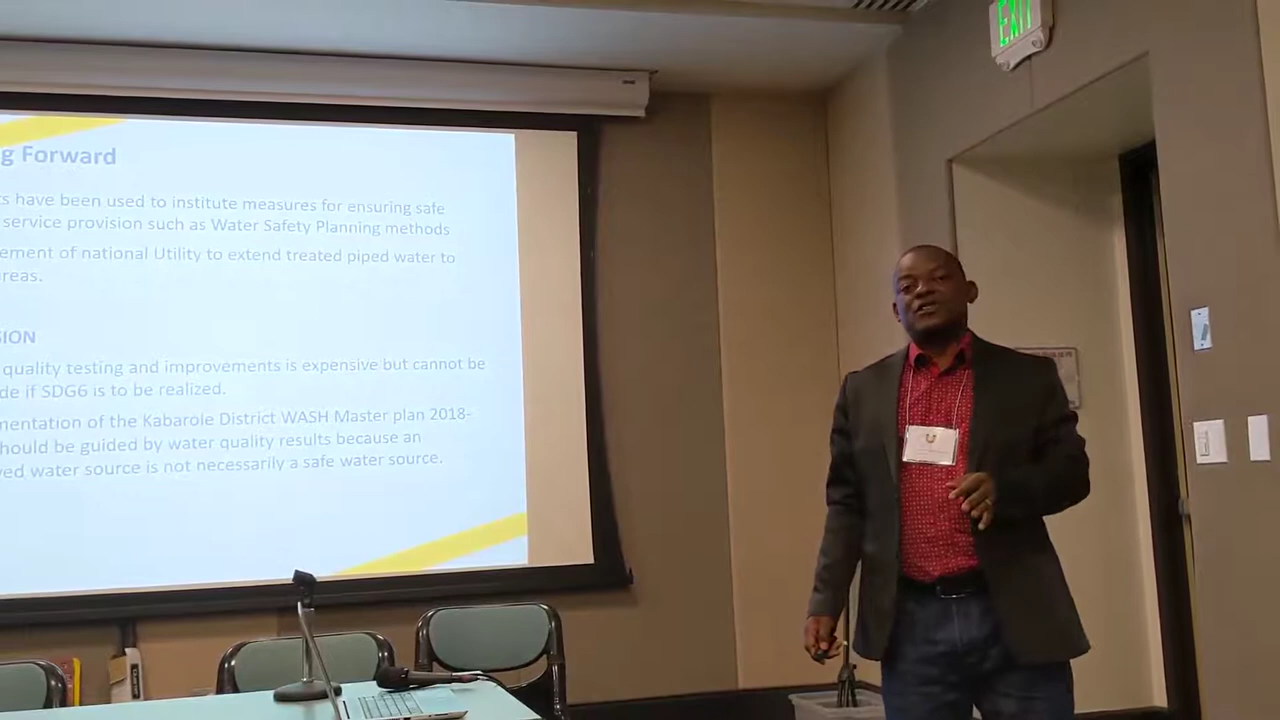 EXIT
g Forward
ts have been used to institute measures for ensuring safe
service provision such as Water Safety Planning methods
ement of national Utility to extend treated piped water to
reas.
SION
quality testing and improvements is expensive but cannot be
de if SDG6 is to be realized.
mentation of the Kabarole District WASH Master plan 2018-
hould be guided by water quality results because an
ved water source is not necessarily a safe water source.